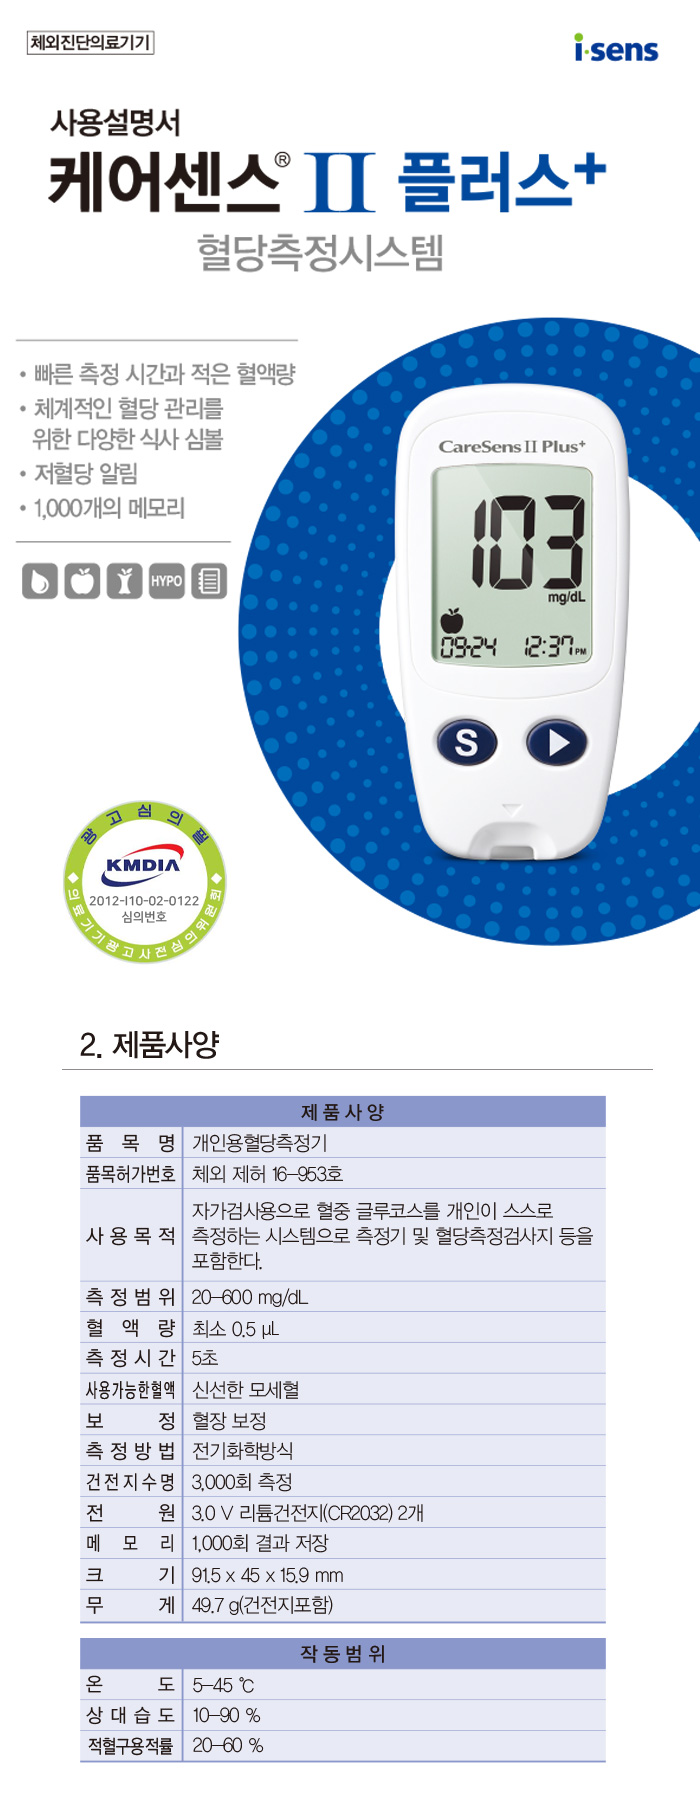 체외진단의료기기
i·sens
사용설명서
케어센스® II 플러스+
혈당측정시스템
• 빠른 측정 시간과 적은 혈액량
• 체계적인 혈당 관리를
위한 다양한 식사 심볼
• 저혈당 알림
• 1,000개의 메모리
HYPO
CareSens II Plus+
103
mg/dL
09-24 12:37 PM
S
광고심의필
KMDIA
2012-I10-02-0122
심의번호
의료기기광고사전심의위원회
2. 제품사양
제품사양
품목명 개인용혈당측정기
품목허가번호 체외 제허 16-953호
자가검사용으로 혈중 글루코스를 개인이 스스로
사용목적 측정하는 시스템으로 측정기 및 혈당측정검사지 등을
포함한다.
측정범위 20-600 mg/dL
혈액량 최소 0.5 μL
측정시간 5초
사용가능한혈액 신선한 모세혈
보정 혈장 보정
측정방법 전기화학방식
건전지수명 3,000회 측정
전원 3.0 V 리튬건전지(CR2032) 2개
메모리 1,000회 결과 저장
크기 91.5 x 45 x 15.9 mm
무게 49.7 g(건전지포함)
작동범위
온도 5-45 ℃
상대습도 10-90 %
적혈구용적률 20-60 %